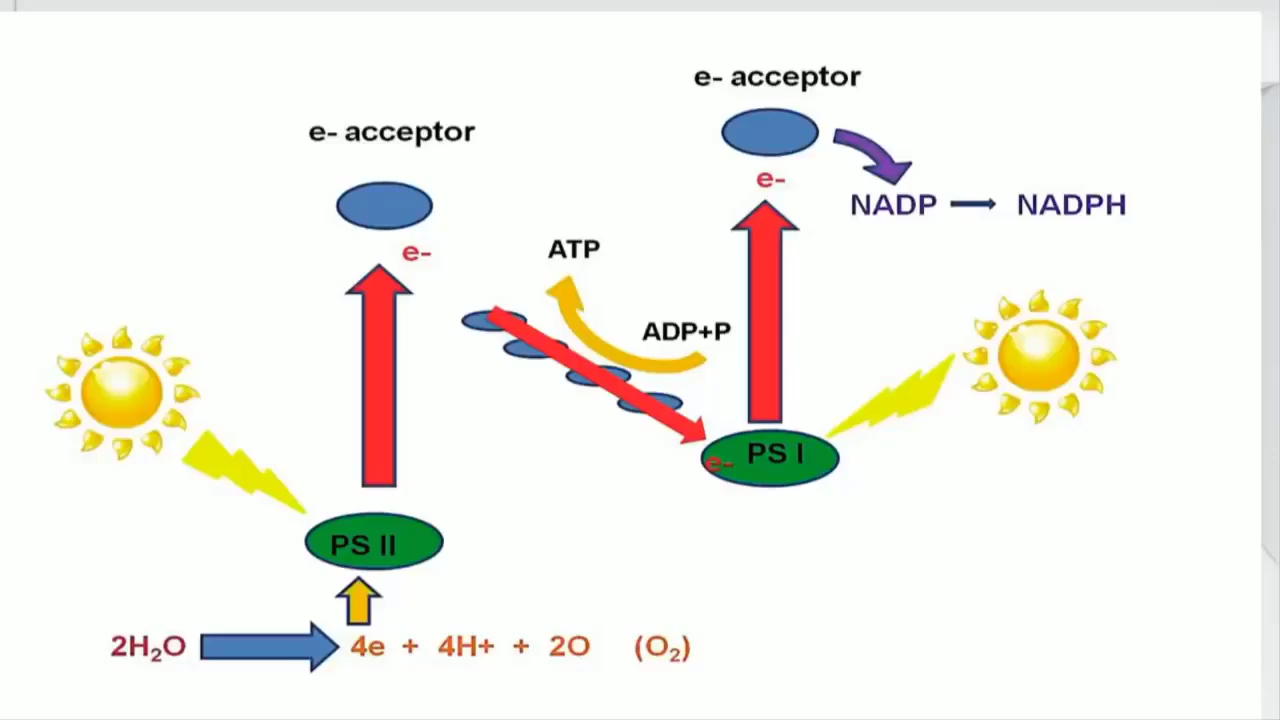 e- acceptor
e- acceptor
e-
NADP
NADPH
e-
ATP
ADP+P
PS I
e-
PS II
2H₂O
4e + 4H+ + 2O (O₂)